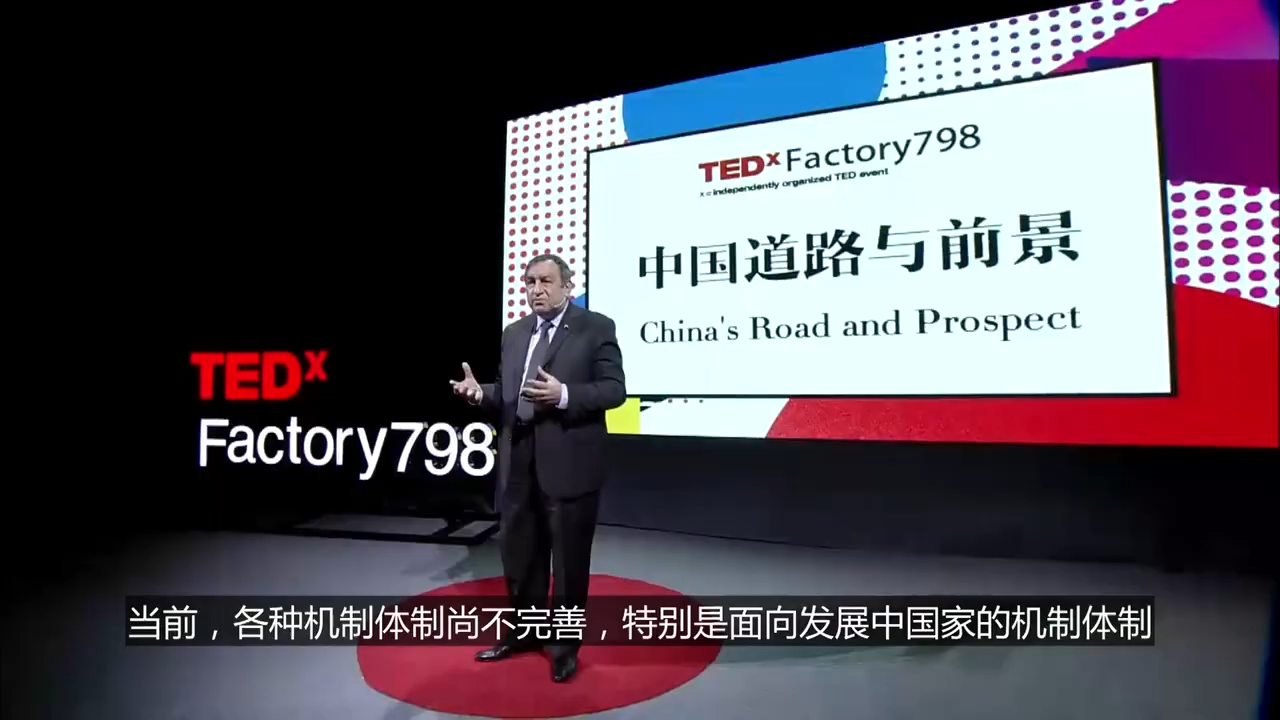 TEDx Factory798
x = independently organized TED event
中国道路与前景
China's Road and Prospect
TEDx
Factory798
当前，各种机制体制尚不完善，特别是面向发展中国家的机制体制